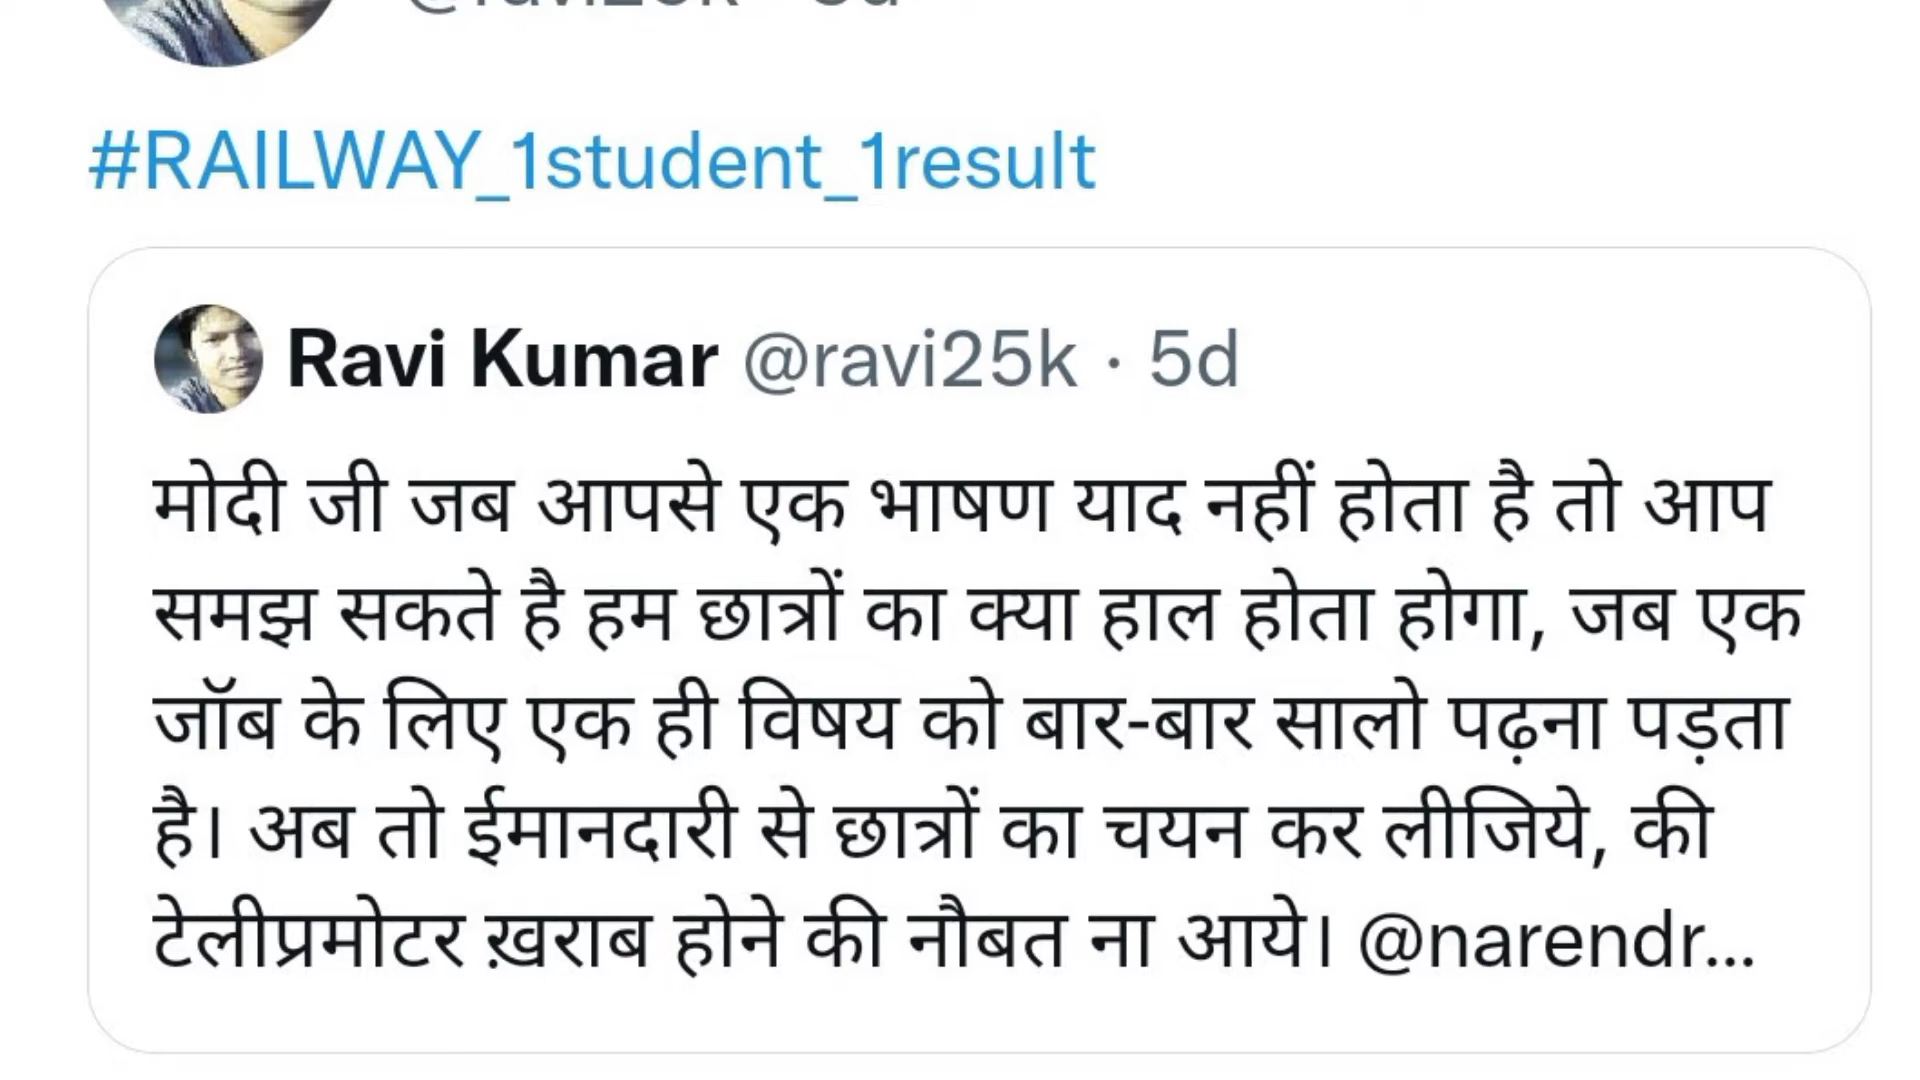 #RAILWAY_1student_1result
Ravi Kumar @ravi25k · 5d
मोदी जी जब आपसे एक भाषण याद नहीं होता है तो आप
समझ सकते है हम छात्रों का क्या हाल होता होगा, जब एक
जॉब के लिए एक ही विषय को बार-बार सालो पढ़ना पड़ता
है। अब तो ईमानदारी से छात्रों का चयन कर लीजिये, की
टेलीप्रमोटर ख़राब होने की नौबत ना आये। @narendr...